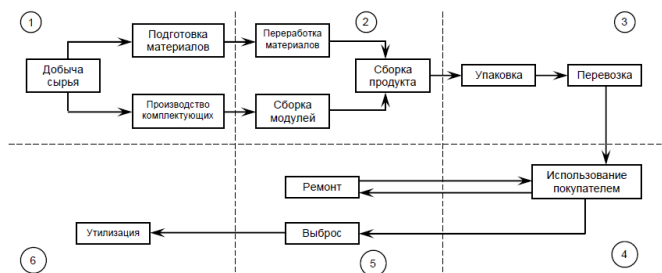 1
2
3
Подготовка
материалов
Переработка
материалов
Добыча
сырья
Сборка
продукта
Упаковка
Перевозка
Производство
комплектующих
Сборка
модулей
Ремонт
Использование
покупателем
Утилизация
Выброс
6
5
4